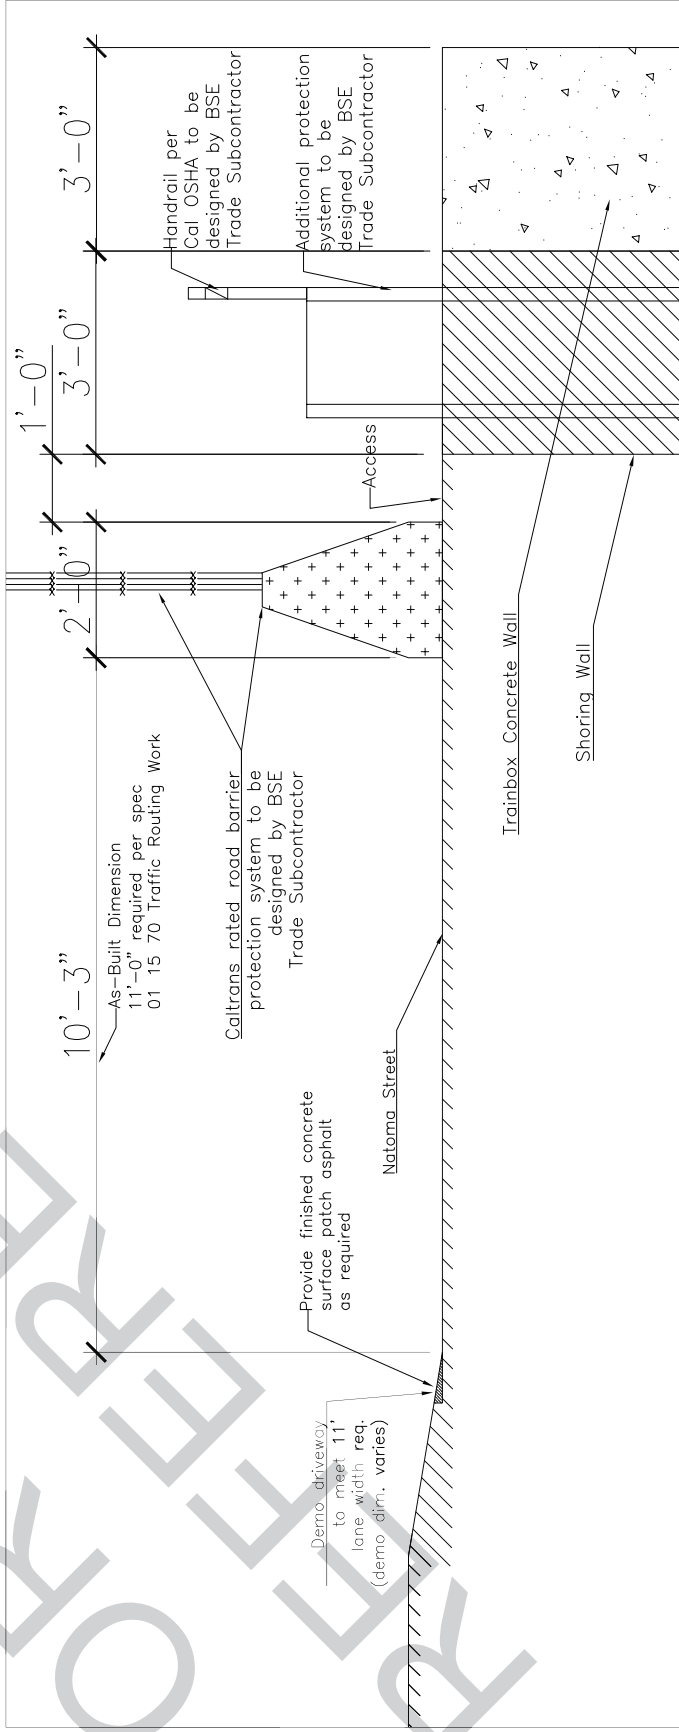 10'-3"
2'-0"
1'-0"
3'-0"
3'-0"
As-Built Dimension
11'-0" required per spec
01 15 70 Traffic Routing Work
Handrail per
Cal OSHA to be
designed by BSE
Trade Subcontractor
Caltrans rated road barrier
protection system to be
designed by BSE
Trade Subcontractor
Additional protection
system to be
designed by BSE
Trade Subcontractor
Provide finished concrete
surface patch asphalt
as required
Demo driveway
to meet 11'
lane width req.
(demo dim. varies)
Access
Natoma Street
Trainbox Concrete Wall
Shoring Wall